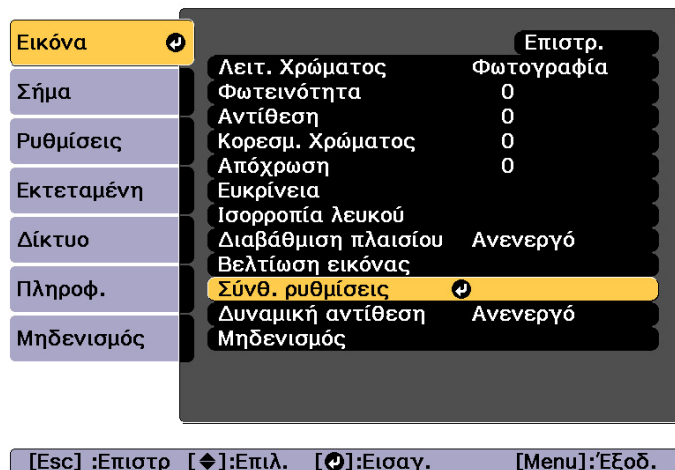 Εικόνα
Σήμα
Ρυθμίσεις
Εκτεταμένη
Δίκτυο
Πληροφ.
Μηδενισμός
Επιστρ.
Λειτ. Χρώματος Φωτογραφία
Φωτεινότητα 0
Αντίθεση 0
Κορεσμ. Χρώματος 0
Απόχρωση 0
Ευκρίνεια
Ισορροπία λευκού
Διαβάθμιση πλαισίου Ανενεργό
Βελτίωση εικόνας
Σύνθ. ρυθμίσεις
Δυναμική αντίθεση Ανενεργό
Μηδενισμός
[Esc] :Επιστρ [◆]:Επιλ. [↵]:Εισαγ. [Menu]:Έξοδ.